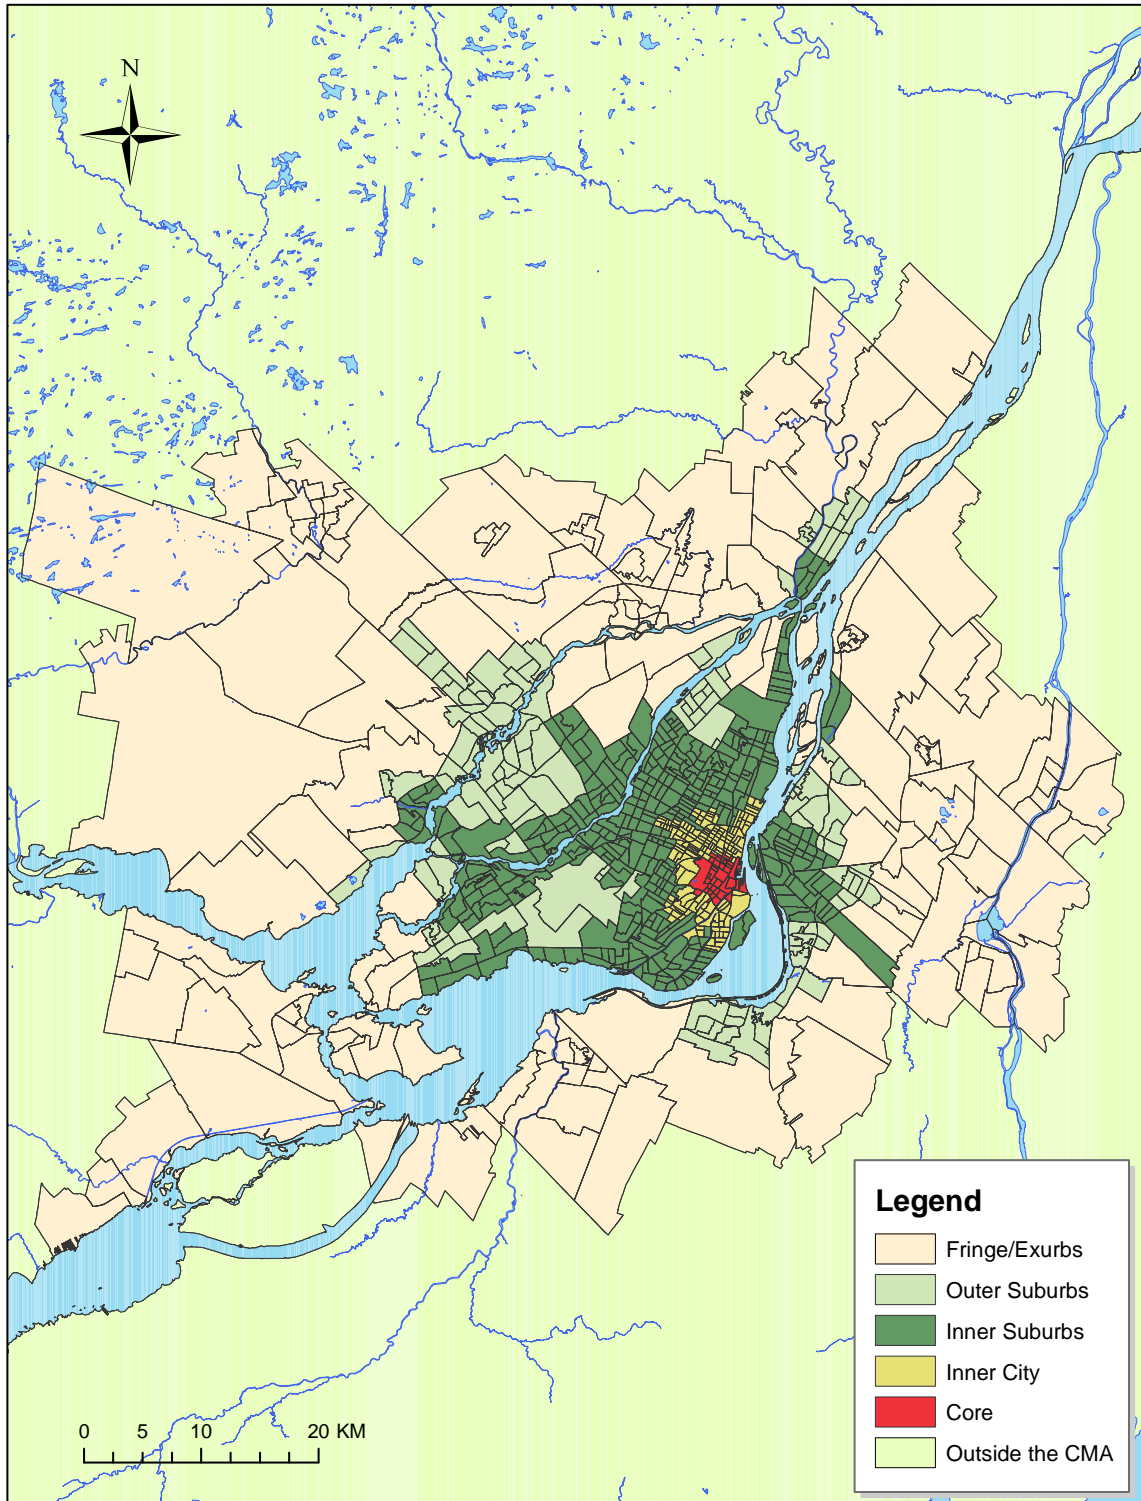 N
0 5 10 20 KM
Legend
Fringe/Exurbs
Outer Suburbs
Inner Suburbs
Inner City
Core
Outside the CMA